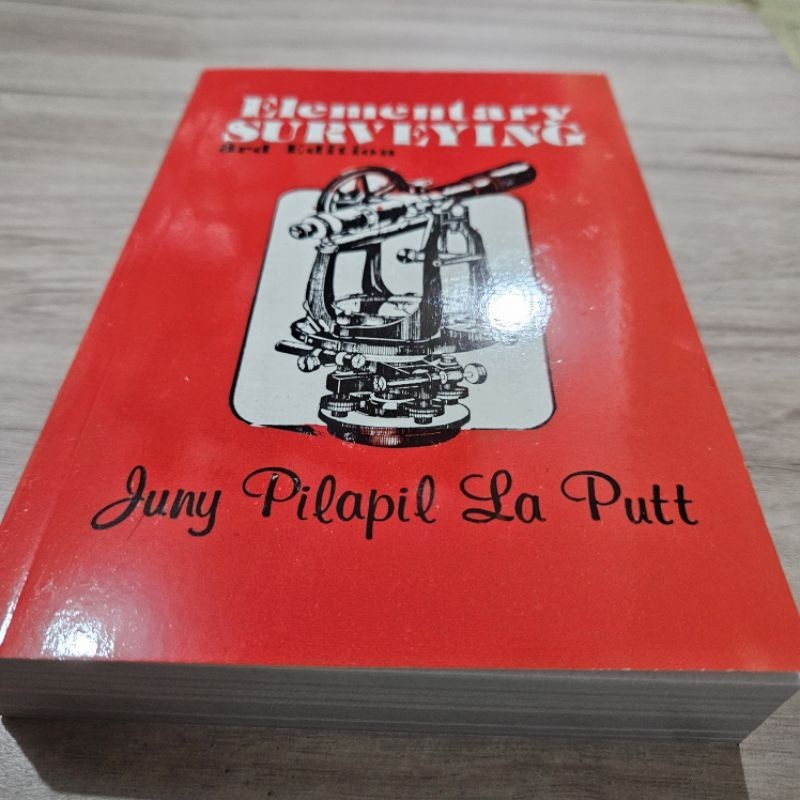 Elementary
SURVEYING
3rd Edition
Juny Pilapil La Putt